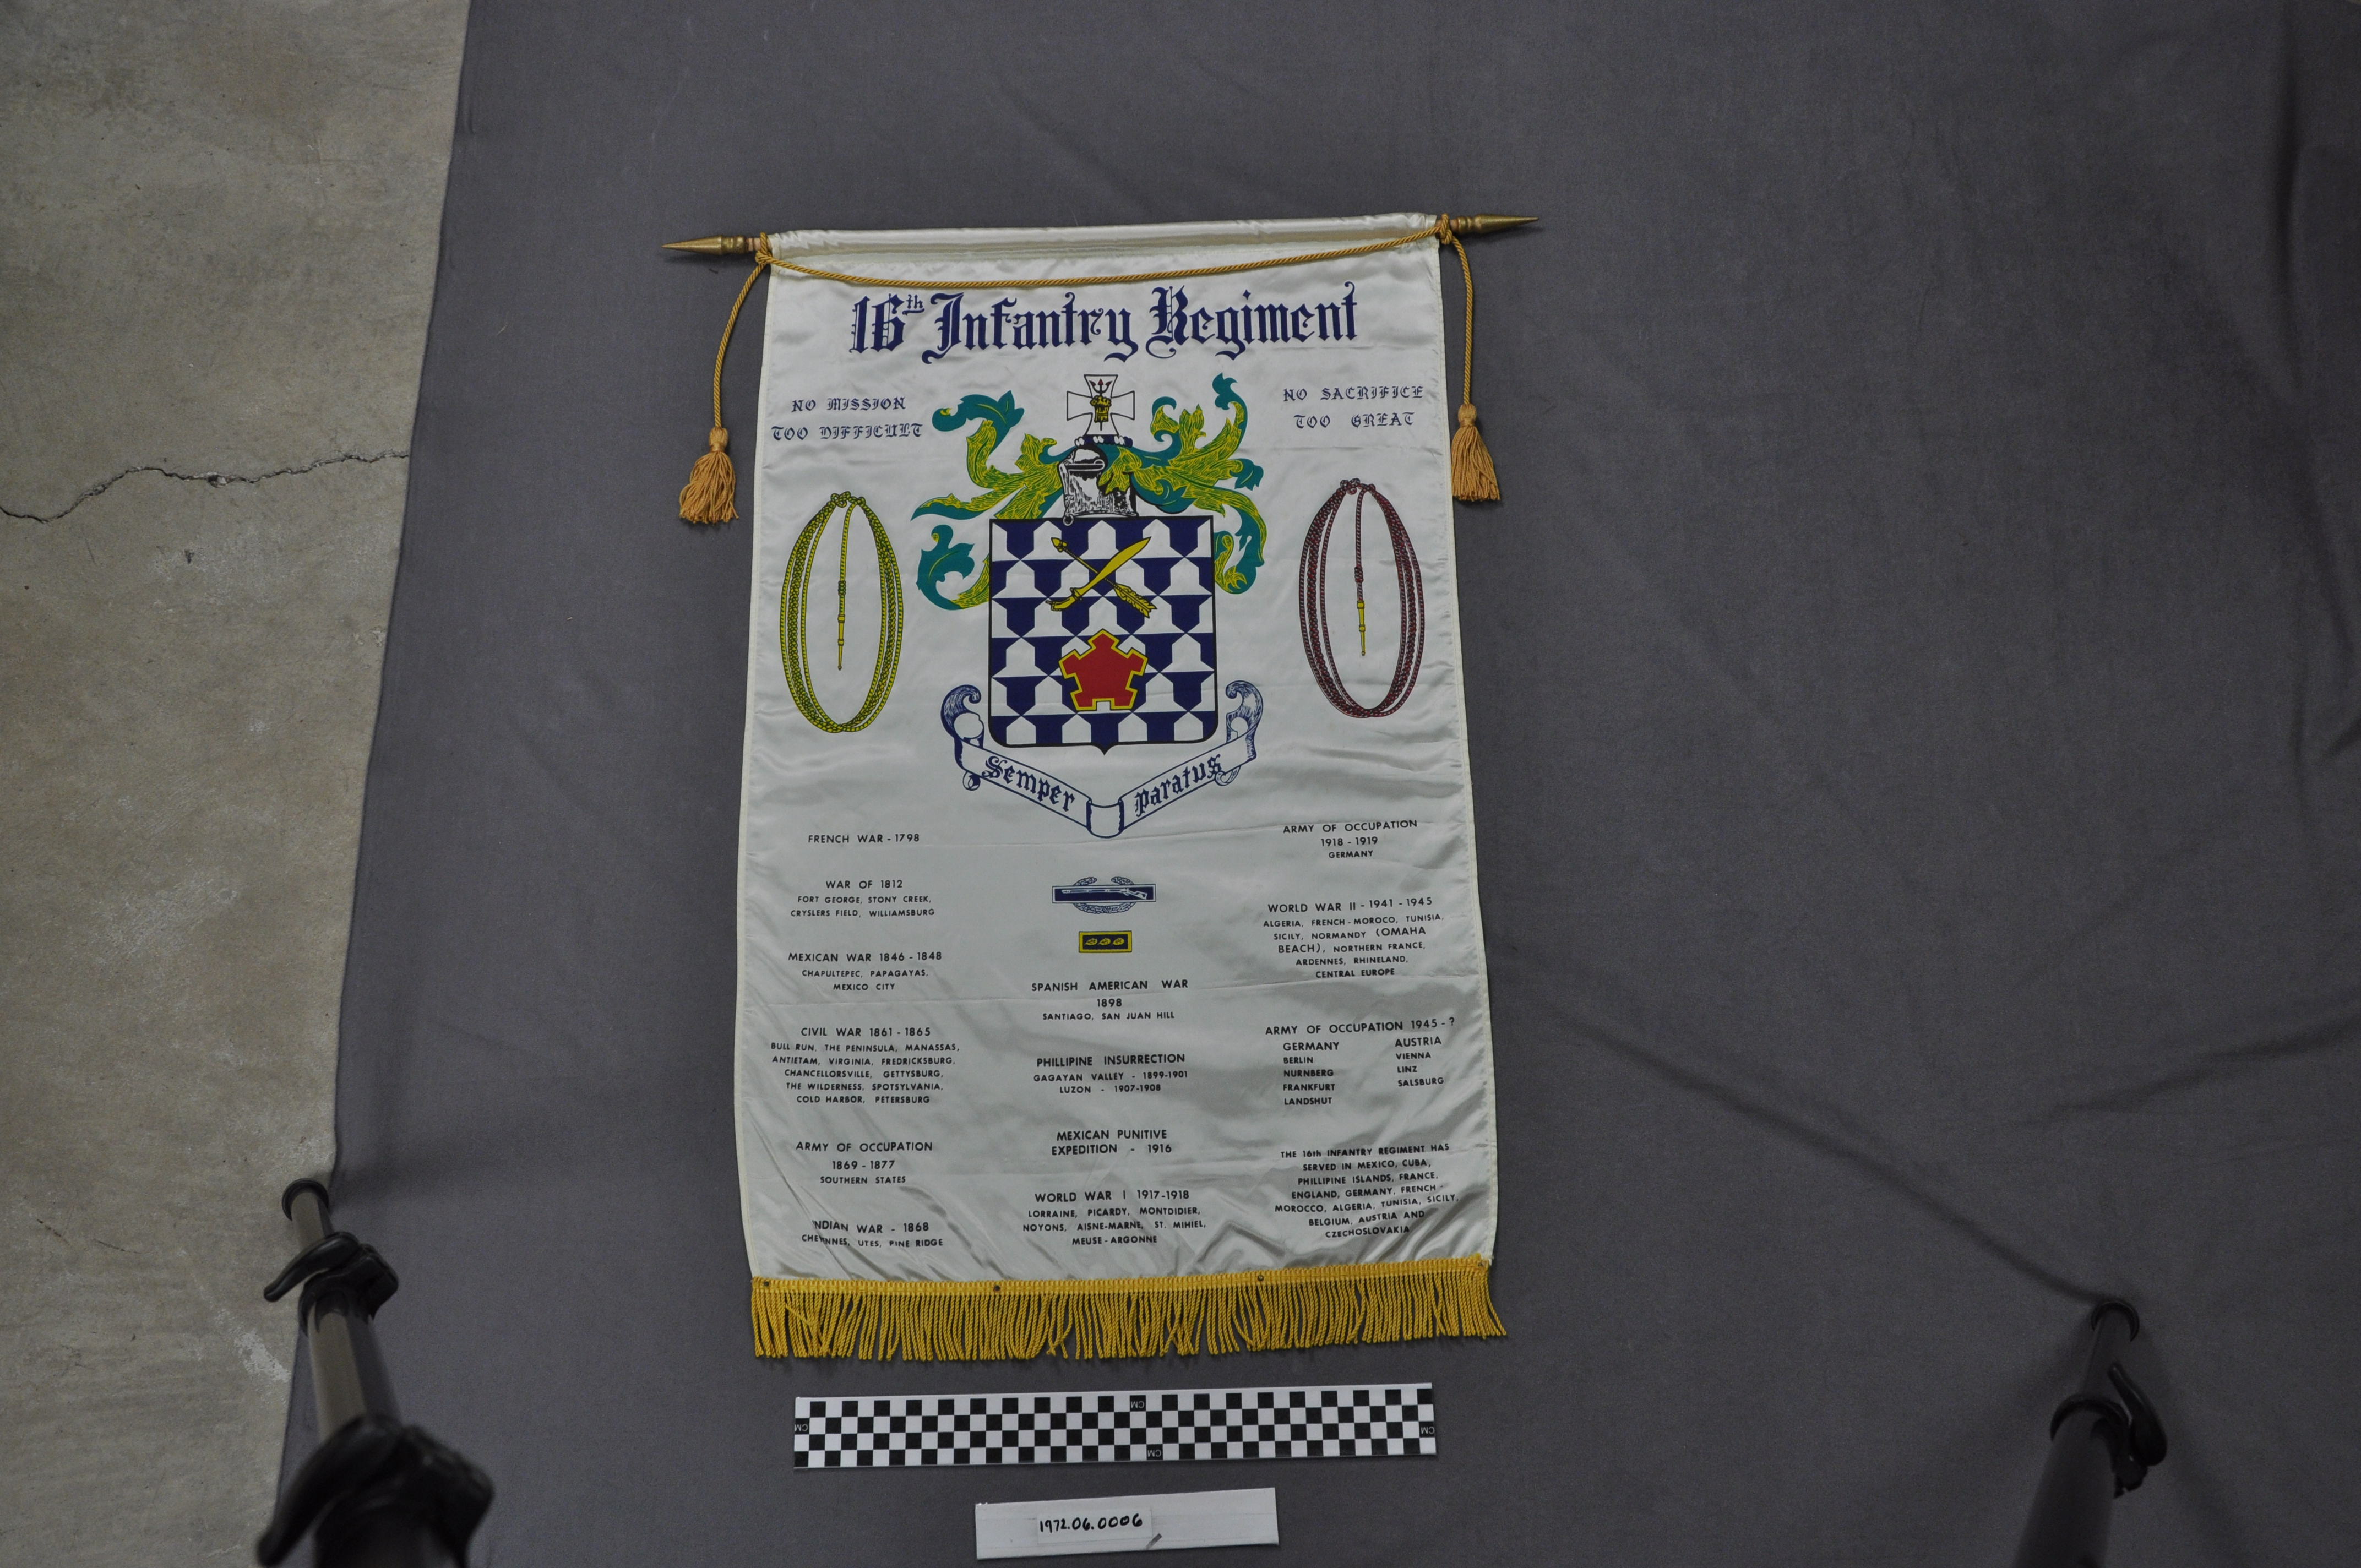 16th Infantry Regiment
NO MISSION
TOO DIFFICULT
NO SACRIFICE
TOO GREAT
Semper Paratus
FRENCH WAR - 1798
WAR OF 1812
FORT GEORGE, STONY CREEK,
CRYSLERS FIELD, WILLIAMSBURG
MEXICAN WAR 1846 - 1848
CHAPULTEPEC, PAPAGAYAS,
MEXICO CITY
CIVIL WAR 1861 - 1865
BULL RUN, THE PENINSULA, MANASSAS,
ANTIETAM, VIRGINIA, FREDRICKSBURG,
CHANCELLORSVILLE, GETTYSBURG,
THE WILDERNESS, SPOTSYLVANIA,
COLD HARBOR, PETERSBURG
ARMY OF OCCUPATION
1869 - 1877
SOUTHERN STATES
INDIAN WAR - 1868
CHEYNNES, UTES, PINE RIDGE
SPANISH AMERICAN WAR
1898
SANTIAGO, SAN JUAN HILL
PHILLIPINE INSURRECTION
GAGAYAN VALLEY - 1899-1901
LUZON - 1907-1908
MEXICAN PUNITIVE
EXPEDITION - 1916
WORLD WAR I 1917-1918
LORRAINE, PICARDY, MONTDIDIER,
NOYONS, AISNE-MARNE, ST. MIHIEL,
MEUSE-ARGONNE
ARMY OF OCCUPATION
1918 - 1919
GERMANY
WORLD WAR II - 1941 - 1945
ALGERIA, FRENCH-MOROCO, TUNISIA,
SICILY, NORMANDY (OMAHA
BEACH), NORTHERN FRANCE,
ARDENNES, RHINELAND,
CENTRAL EUROPE
ARMY OF OCCUPATION 1945 - ?
GERMANY AUSTRIA
BERLIN VIENNA
NURNBERG LINZ
FRANKFURT SALSBURG
LANDSHUT
THE 16th INFANTRY REGIMENT HAS
SERVED IN MEXICO, CUBA,
PHILLIPINE ISLANDS, FRANCE,
ENGLAND, GERMANY, FRENCH-
MOROCCO, ALGERIA, TUNISIA, SICILY,
BELGIUM, AUSTRIA AND
CZECHOSLOVAKIA
CM
CM
CM
CM
1972.06.0006